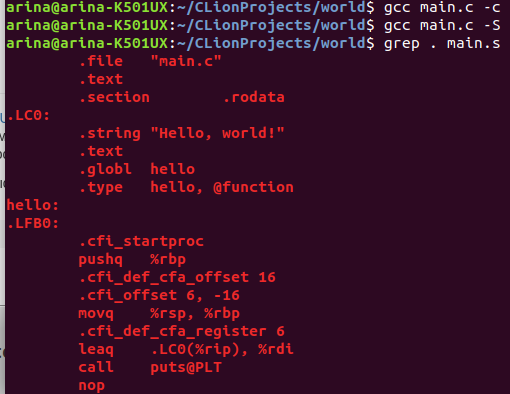 arina@arina-K501UX:~/CLionProjects/world$ gcc main.c -c
arina@arina-K501UX:~/CLionProjects/world$ gcc main.c -S
arina@arina-K501UX:~/CLionProjects/world$ grep . main.s
.file "main.c"
.text
.section .rodata
.LC0:
.string "Hello, world!"
.text
.globl hello
.type hello, @function
hello:
.LFB0:
.cfi_startproc
pushq %rbp
.cfi_def_cfa_offset 16
.cfi_offset 6, -16
movq %rsp, %rbp
.cfi_def_cfa_register 6
leaq .LC0(%rip), %rdi
call puts@PLT
nop